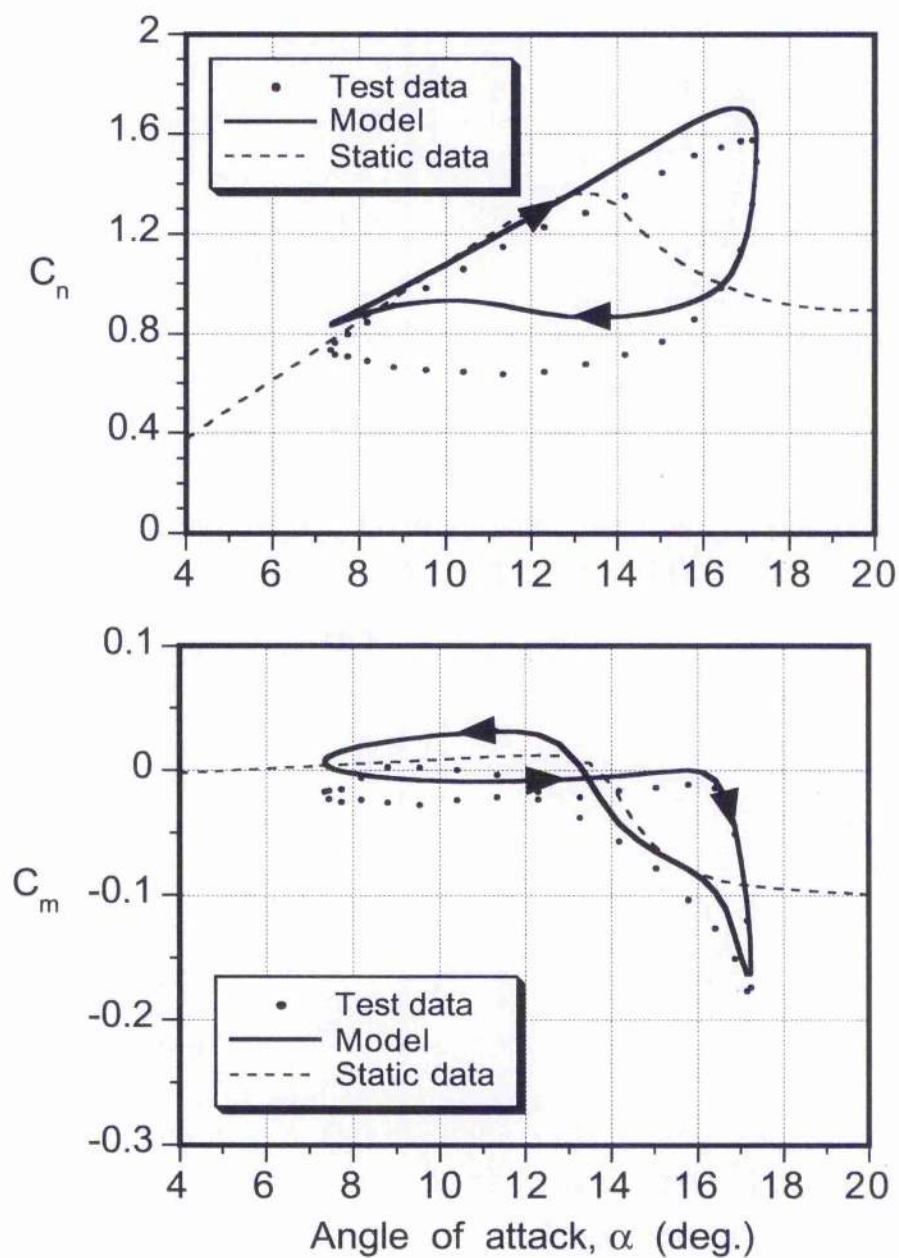 2
1.6
1.2
0.8
0.4
0
C_n
Test data
Model
Static data
4 6 8 10 12 14 16 18 20
0.1
0
-0.1
-0.2
-0.3
C_m
Test data
Model
Static data
4 6 8 10 12 14 16 18 20
Angle of attack, α (deg.)